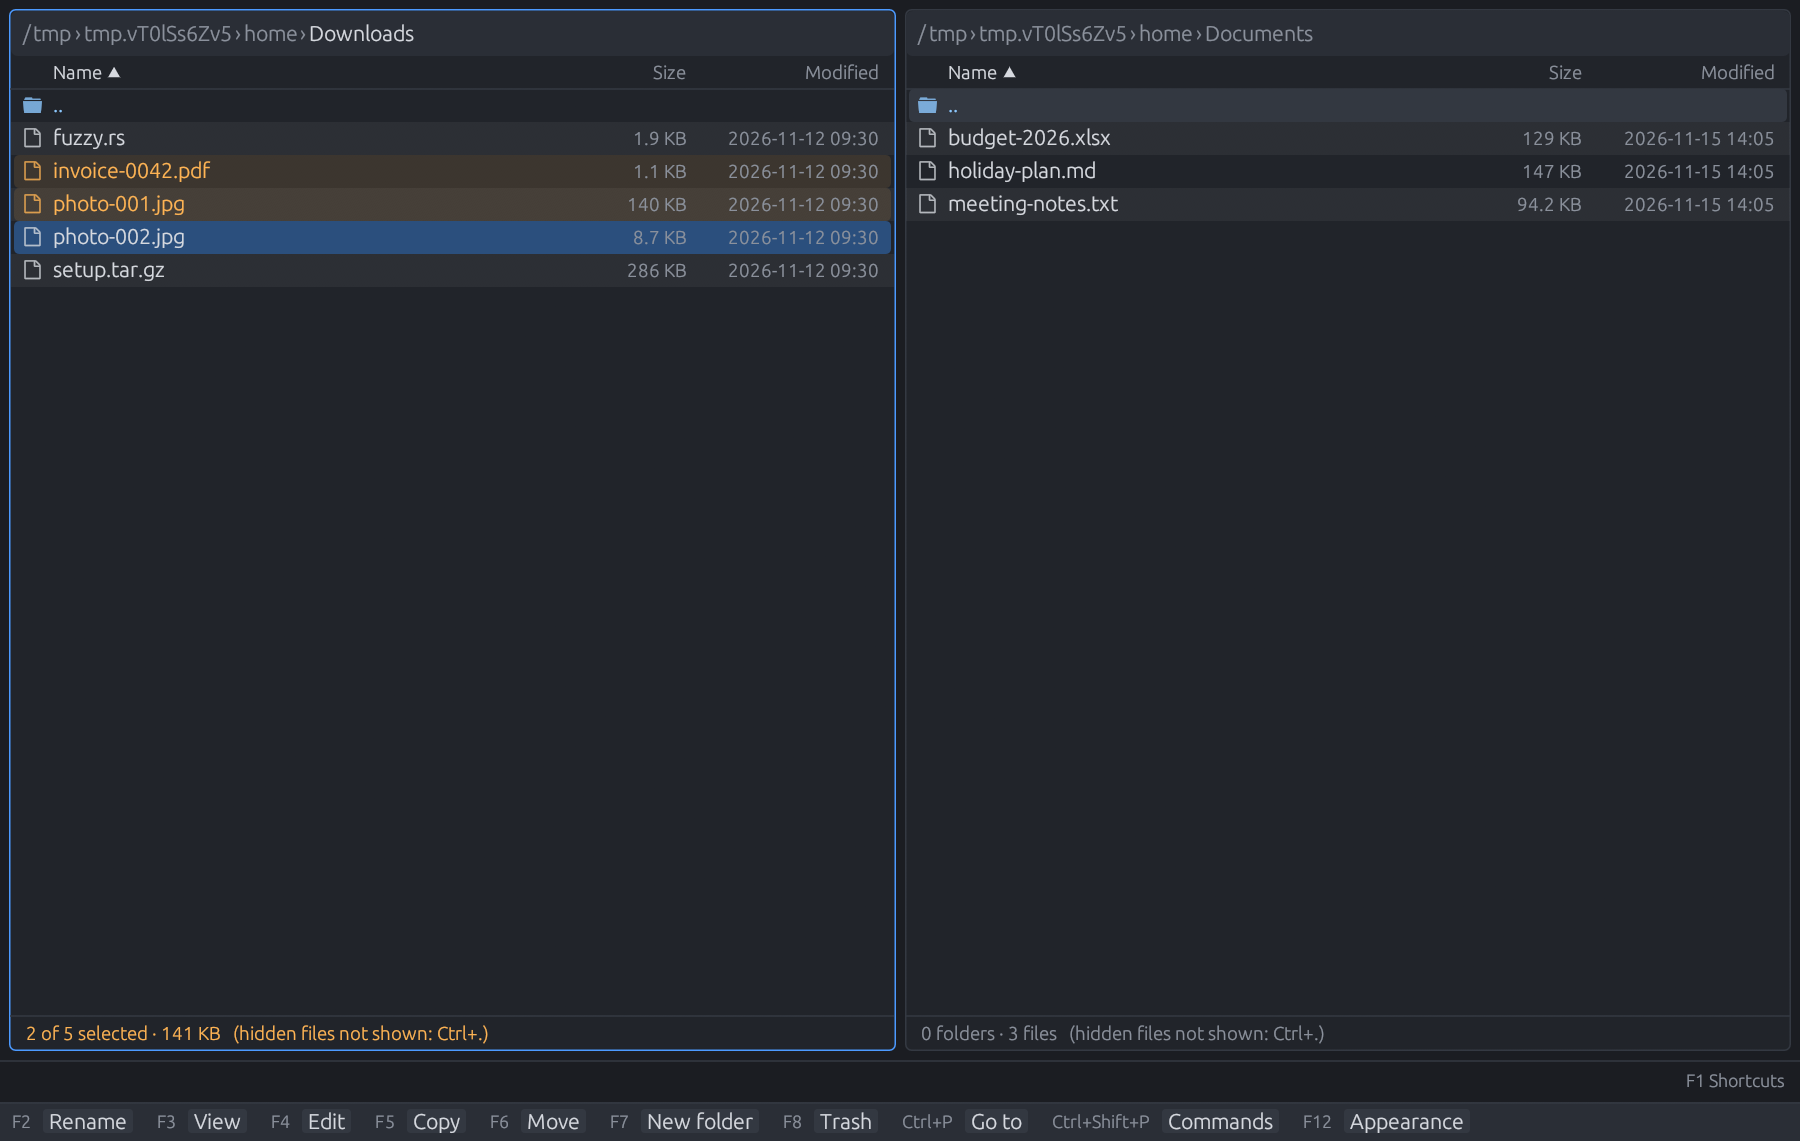 /tmp › tmp.vT0lSs6Zv5 › home › Downloads
Name ▲ Size Modified
..
fuzzy.rs 1.9 KB 2026-11-12 09:30
invoice-0042.pdf 1.1 KB 2026-11-12 09:30
photo-001.jpg 140 KB 2026-11-12 09:30
photo-002.jpg 8.7 KB 2026-11-12 09:30
setup.tar.gz 286 KB 2026-11-12 09:30
2 of 5 selected · 141 KB (hidden files not shown: Ctrl+.)
/tmp › tmp.vT0lSs6Zv5 › home › Documents
Name ▲ Size Modified
..
budget-2026.xlsx 129 KB 2026-11-15 14:05
holiday-plan.md 147 KB 2026-11-15 14:05
meeting-notes.txt 94.2 KB 2026-11-15 14:05
0 folders · 3 files (hidden files not shown: Ctrl+.)
F1 Shortcuts
F2 Rename F3 View F4 Edit F5 Copy F6 Move F7 New folder F8 Trash Ctrl+P Go to Ctrl+Shift+P Commands F12 Appearance